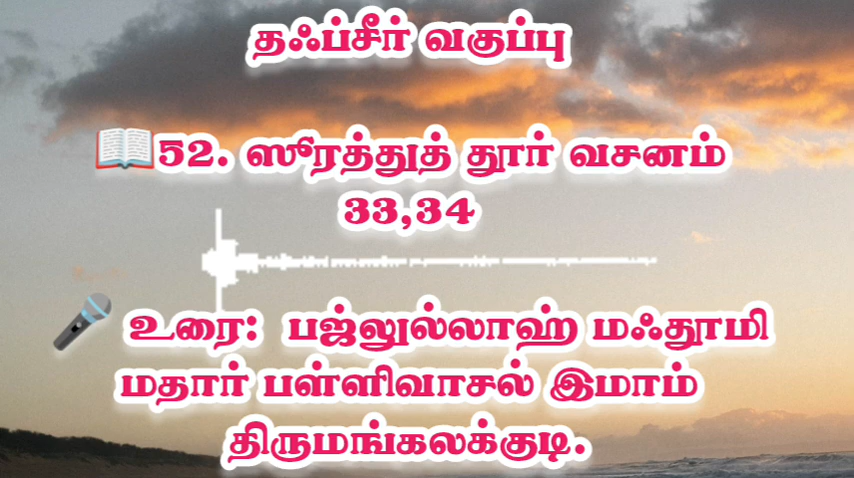 தஃப்சீர் வகுப்பு
📖52. ஸூரத்துத் தூர் வசனம்
33,34
🎤 உரை: பஜ்லுல்லாஹ் மஃதூமி
மதார் பள்ளிவாசல் இமாம்
திருமங்கலக்குடி.